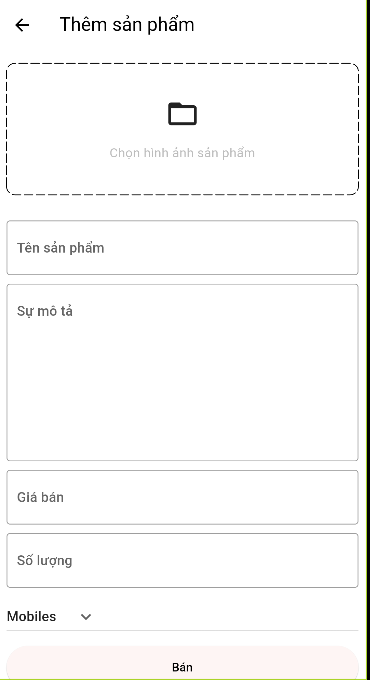 Thêm sản phẩm
Chọn hình ảnh sản phẩm
Tên sản phẩm
Sự mô tả
Giá bán
Số lượng
Mobiles
Bán